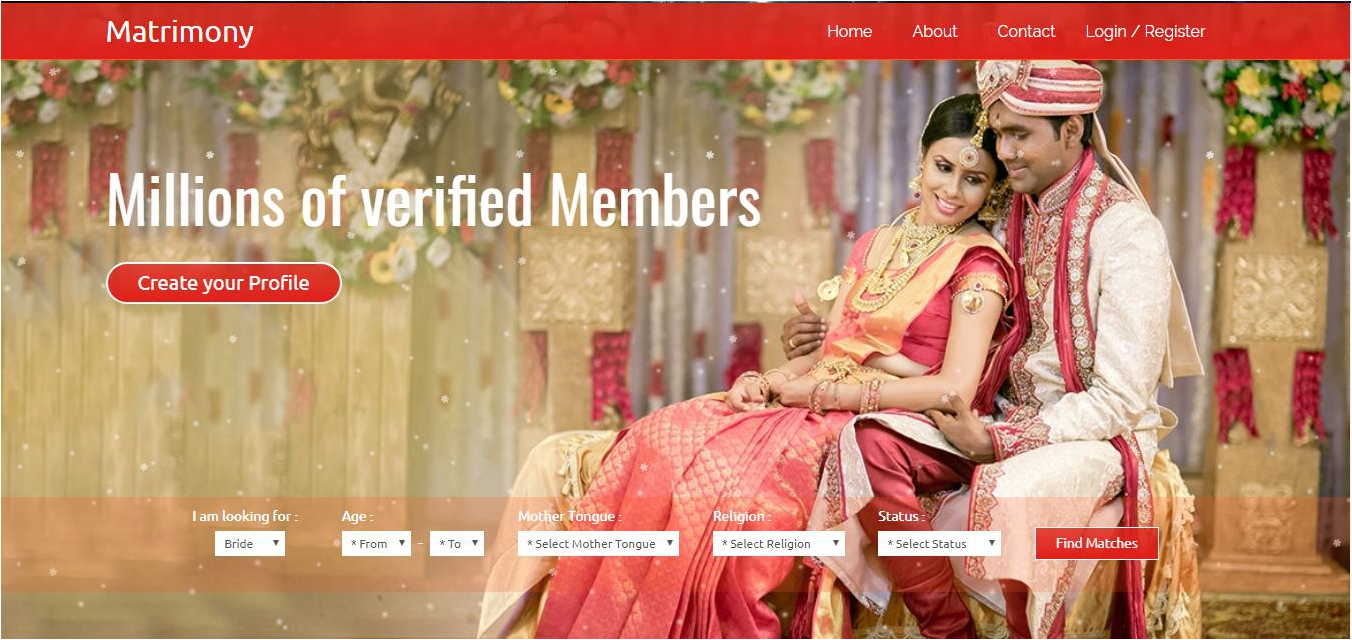 Matrimony
Home About Contact Login / Register
Millions of verified Members
Create your Profile
I am looking for : Age : Mother Tongue : Religion : Status :
Bride * From - * To * Select Mother Tongue * Select Religion * Select Status Find Matches